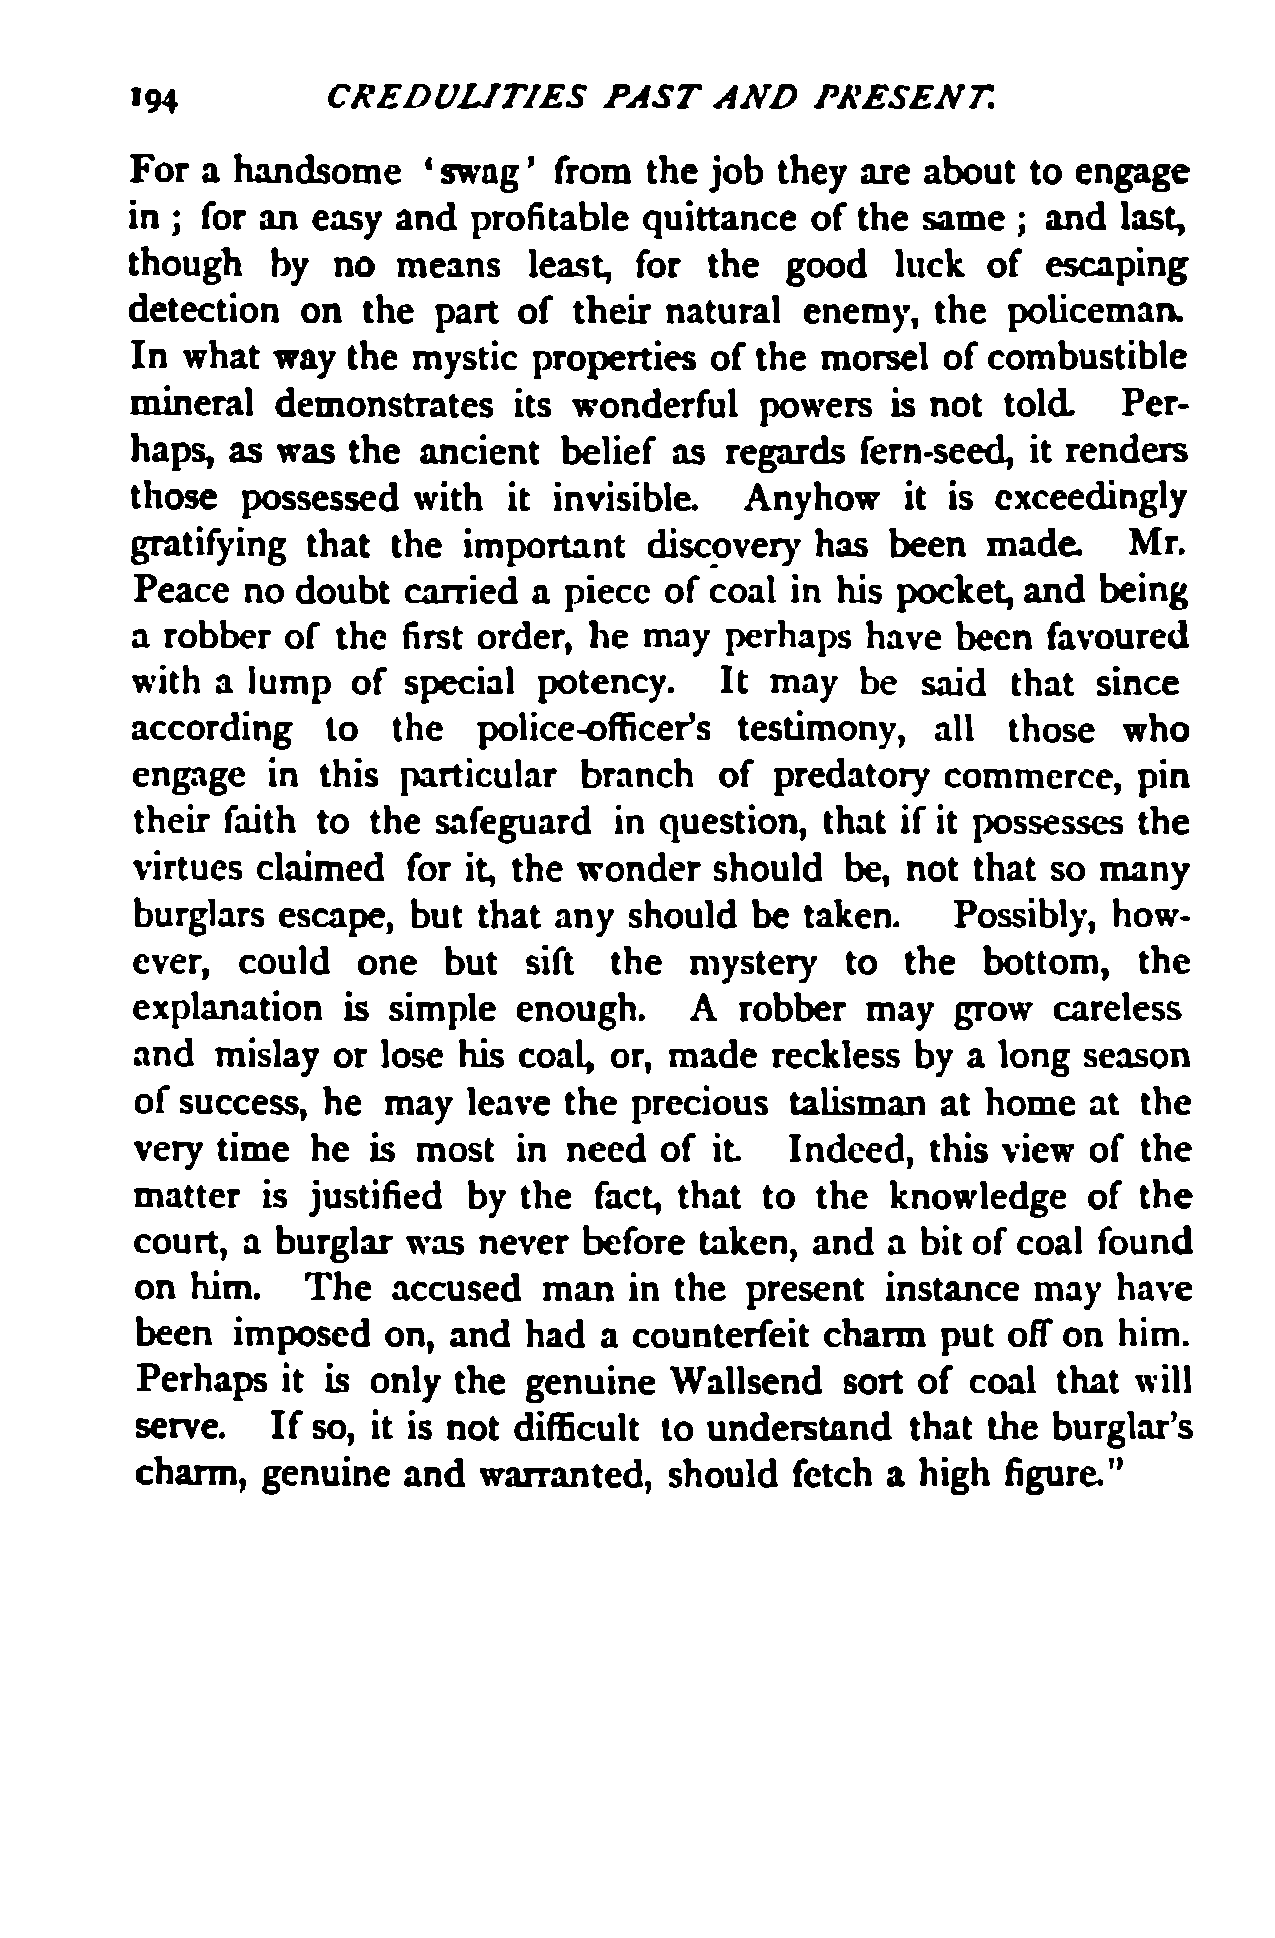 194 CREDULITIES PAST AND PRESENT.
For a handsome ‘swag’ from the job they are about to engage
in ; for an easy and profitable quittance of the same ; and last,
though by no means least, for the good luck of escaping
detection on the part of their natural enemy, the policeman.
In what way the mystic properties of the morsel of combustible
mineral demonstrates its wonderful powers is not told. Per-
haps, as was the ancient belief as regards fern-seed, it renders
those possessed with it invisible. Anyhow it is exceedingly
gratifying that the important discovery has been made. Mr.
Peace no doubt carried a piece of coal in his pocket, and being
a robber of the first order, he may perhaps have been favoured
with a lump of special potency. It may be said that since
according to the police-officer's testimony, all those who
engage in this particular branch of predatory commerce, pin
their faith to the safeguard in question, that if it possesses the
virtues claimed for it, the wonder should be, not that so many
burglars escape, but that any should be taken. Possibly, how-
ever, could one but sift the mystery to the bottom, the
explanation is simple enough. A robber may grow careless
and mislay or lose his coal, or, made reckless by a long season
of success, he may leave the precious talisman at home at the
very time he is most in need of it. Indeed, this view of the
matter is justified by the fact, that to the knowledge of the
court, a burglar was never before taken, and a bit of coal found
on him. The accused man in the present instance may have
been imposed on, and had a counterfeit charm put off on him.
Perhaps it is only the genuine Wallsend sort of coal that will
serve. If so, it is not difficult to understand that the burglar's
charm, genuine and warranted, should fetch a high figure."